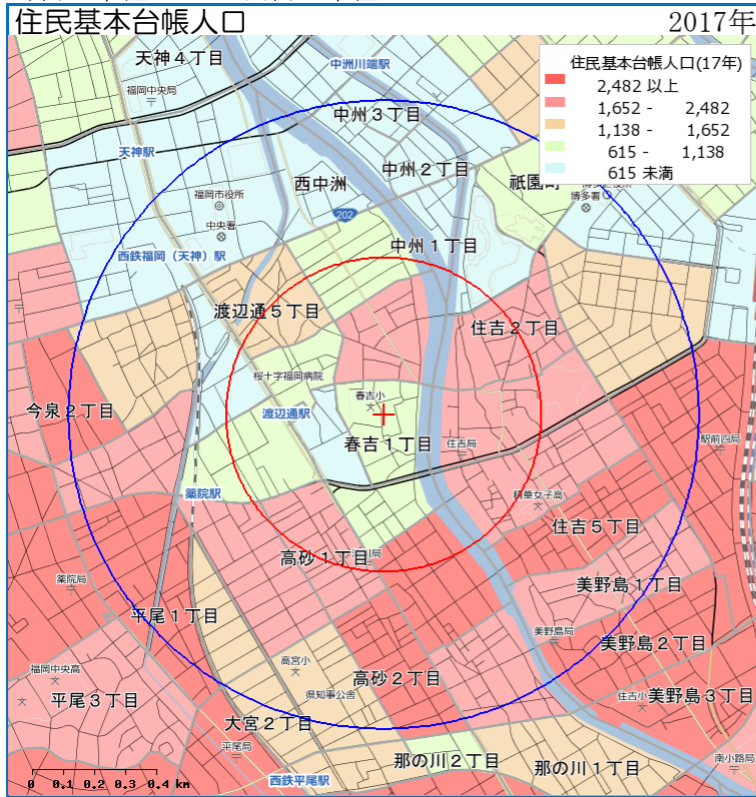 住民基本台帳人口
2017年
住民基本台帳人口(17年)
2,482 以上
1,652 - 2,482
1,138 - 1,652
615 - 1,138
615 未満
天神4丁目
中洲川端駅
福岡中央局
中州3丁目
天神駅
中州2丁目
西中洲
祇園町
福岡市役所
博多署
202
中央署
中州1丁目
西鉄福岡(天神)駅
渡辺通5丁目
住吉2丁目
桜十字福岡病院
春吉小
今泉2丁目
渡辺通駅
春吉1丁目
住吉局
駅前四局
薬院駅
精華女子高
住吉5丁目
高砂1丁目
薬院局
美野島1丁目
平尾1丁目
美野島局
美野島2丁目
高宮小
福岡中央高
高砂2丁目
平尾3丁目
県知事公舎
住吉小
美野島3丁目
大宮2丁目
平尾局
那の川2丁目
那の川1丁目
南小路局
西鉄平尾駅
0 0.1 0.2 0.3 0.4 km